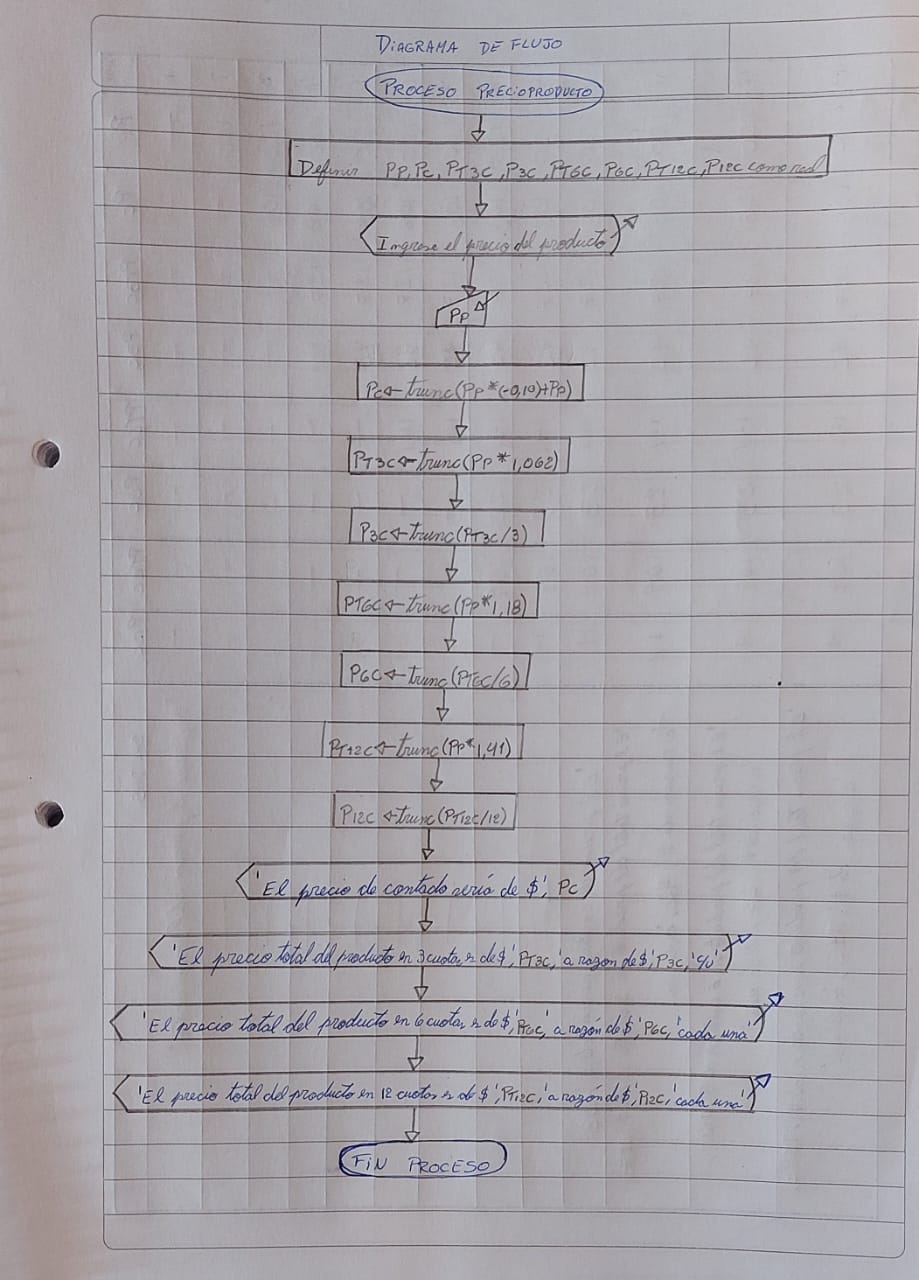 DIAGRAMA DE FLUJO
PROCESO PRECIOPRODUCTO
Definir PP, PC, PT3C, P3C, PT6C, P6C, PT12C, P12C como real
Ingrese el precio del producto
PP
PC←trunc(PP*(-0,10)+PP)
PT3C←trunc(PP*1,062)
P3C←trunc(PT3C/3)
PT6C←trunc(PP*1,18)
P6C←trunc(PT6C/6)
PT12C←trunc(PP*1,41)
P12C←trunc(PT12C/12)
'El precio de contado sería de $', PC
'El precio total del producto en 3 cuotas es de $', PT3C, 'a razón de $', P3C, 'c/u'
'El precio total del producto en 6 cuotas es de $', PT6C, 'a razón de $', P6C, 'cada una'
'El precio total del producto en 12 cuotas es de $', PT12C, 'a razón de $', P12C, 'cada una'
FIN PROCESO